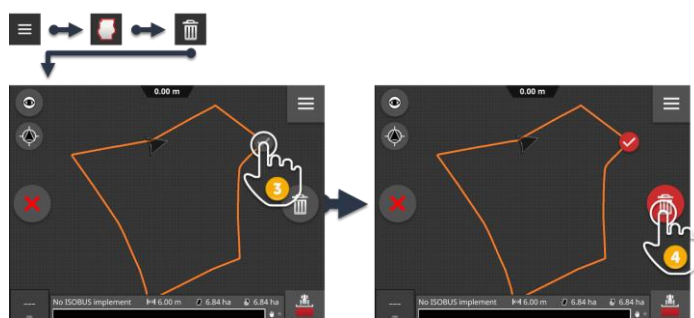 0.00 m
3
---
No ISOBUS implement 6.00 m 6.84 ha 6.84 ha
0.00 m
4
---
No ISOBUS implement 6.00 m 6.84 ha 6.84 ha